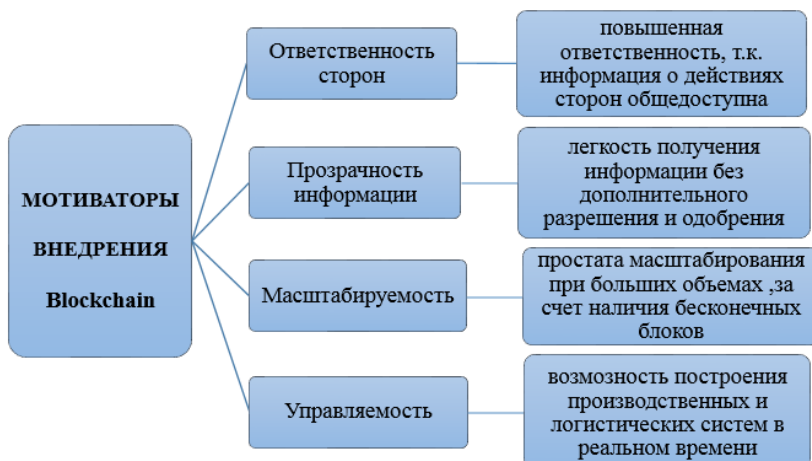 МОТИВАТОРЫ
ВНЕДРЕНИЯ
Blockchain
Ответственность
сторон
повышенная
ответственность, т.к.
информация о действиях
сторон общедоступна
Прозрачность
информации
легкость получения
информации без
дополнительного
разрешения и одобрения
Масштабируемость
простата масштабирования
при больших объемах ,за
счет наличия бесконечных
блоков
Управляемость
возможность построения
производственных и
логистических систем в
реальном времени